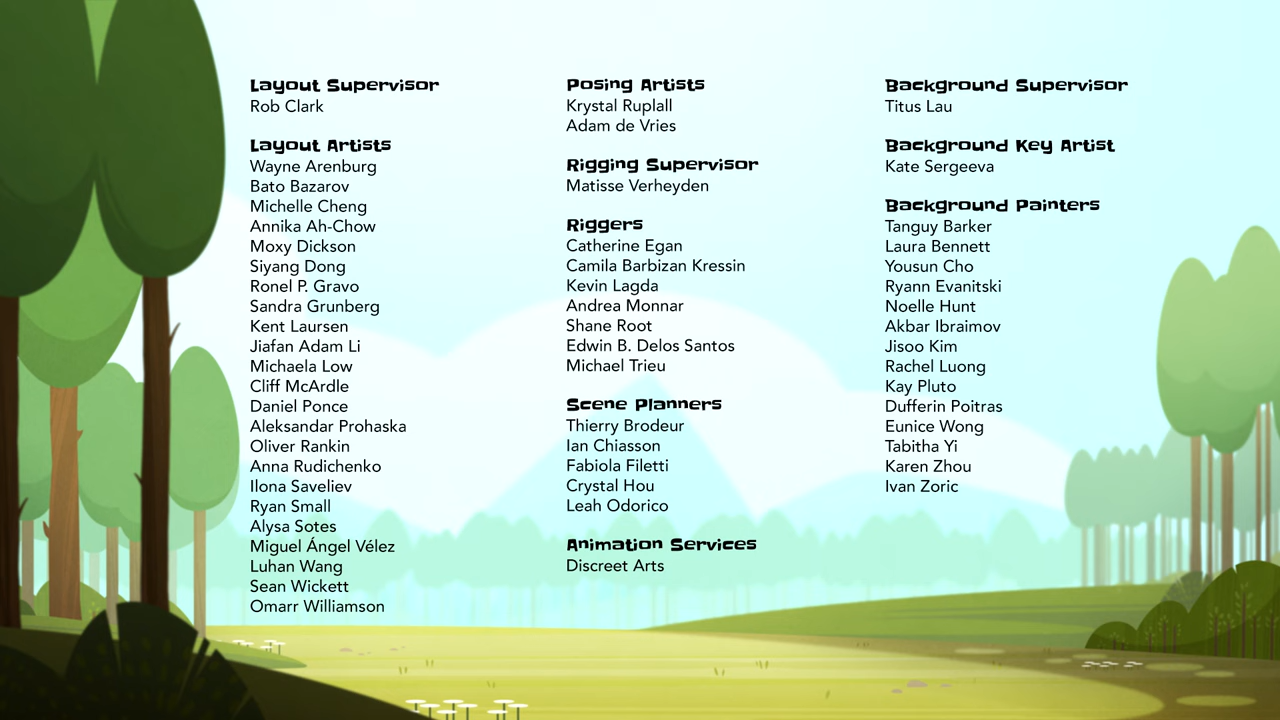 Layout Supervisor
Rob Clark
Layout Artists
Wayne Arenburg
Bato Bazarov
Michelle Cheng
Annika Ah-Chow
Moxy Dickson
Siyang Dong
Ronel P. Gravo
Sandra Grunberg
Kent Laursen
Jiafan Adam Li
Michaela Low
Cliff McArdle
Daniel Ponce
Aleksandar Prohaska
Oliver Rankin
Anna Rudichenko
Ilona Saveliev
Ryan Small
Alysa Sotes
Miguel Ángel Vélez
Luhan Wang
Sean Wickett
Omarr Williamson
Posing Artists
Krystal Ruplall
Adam de Vries
Rigging Supervisor
Matisse Verheyden
Riggers
Catherine Egan
Camila Barbizan Kressin
Kevin Lagda
Andrea Monnar
Shane Root
Edwin B. Delos Santos
Michael Trieu
Scene Planners
Thierry Brodeur
Ian Chiasson
Fabiola Filetti
Crystal Hou
Leah Odorico
Animation Services
Discreet Arts
Background Supervisor
Titus Lau
Background Key Artist
Kate Sergeeva
Background Painters
Tanguy Barker
Laura Bennett
Yousun Cho
Ryann Evanitski
Noelle Hunt
Akbar Ibraimov
Jisoo Kim
Rachel Luong
Kay Pluto
Dufferin Poitras
Eunice Wong
Tabitha Yi
Karen Zhou
Ivan Zoric